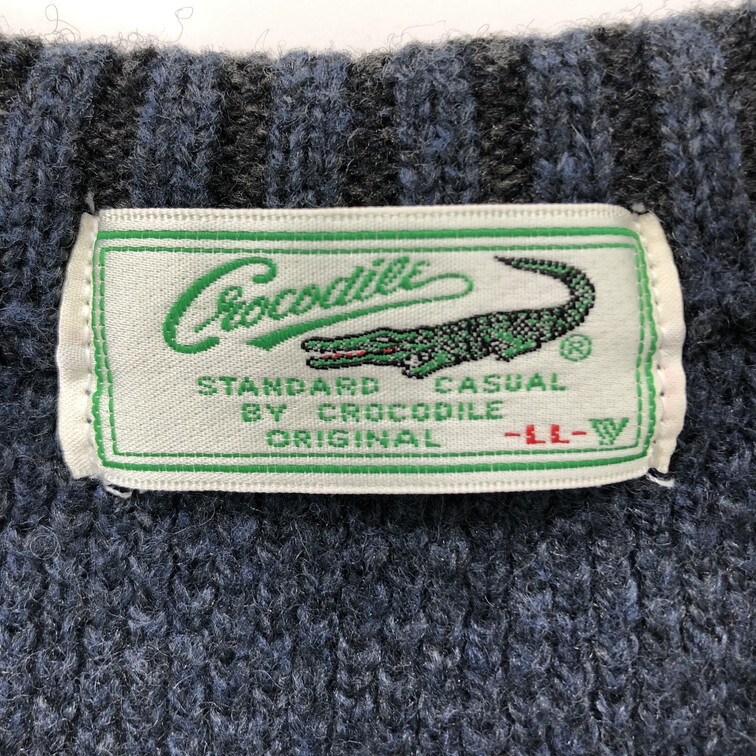 Crocodile
®
STANDARD CASUAL
BY CROCODILE
ORIGINAL -LL-